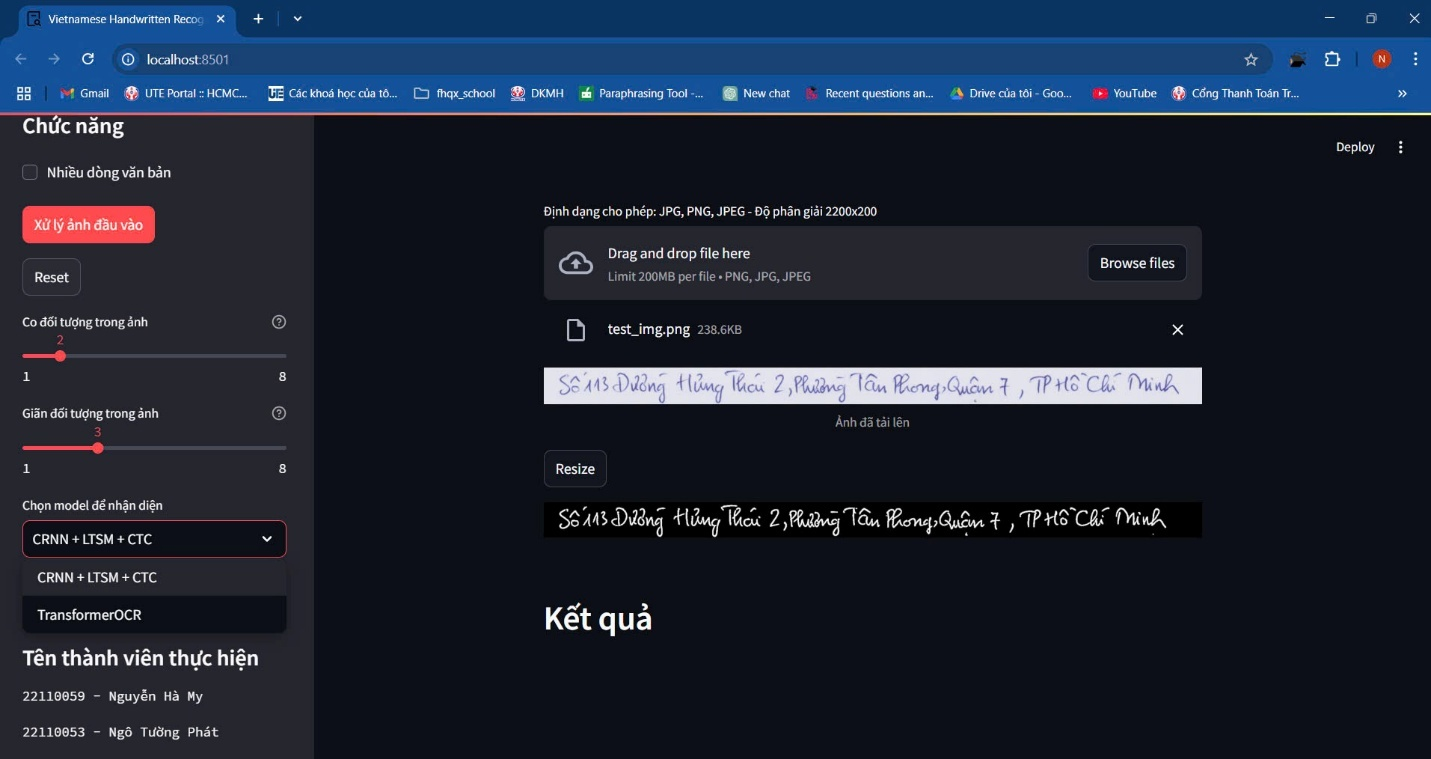 Vietnamese Handwritten Recog
localhost:8501
N
Gmail
UTE Portal :: HCMC...
Các khoá học của tô...
fhqx_school
DKMH
Paraphrasing Tool -...
New chat
Recent questions an...
Drive của tôi - Goo...
YouTube
Cổng Thanh Toán Tr...
Chức năng
Nhiều dòng văn bản
Xử lý ảnh đầu vào
Reset
Co đối tượng trong ảnh
2
1 8
Giãn đối tượng trong ảnh
3
1 8
Chọn model để nhận diện
CRNN + LTSM + CTC
CRNN + LTSM + CTC
TransformerOCR
Tên thành viên thực hiện
22110059 - Nguyễn Hà My
22110053 - Ngô Tường Phát
Deploy
Định dạng cho phép: JPG, PNG, JPEG - Độ phân giải 2200x200
Drag and drop file here
Limit 200MB per file • PNG, JPG, JPEG
Browse files
test_img.png 238.6KB
Số 113 Đường Hưng Thái 2, Phường Tân Phong, Quận 7, TP Hồ Chí Minh
Ảnh đã tải lên
Resize
Số 113 Đường Hưng Thái 2, Phường Tân Phong, Quận 7, TP Hồ Chí Minh
Kết quả